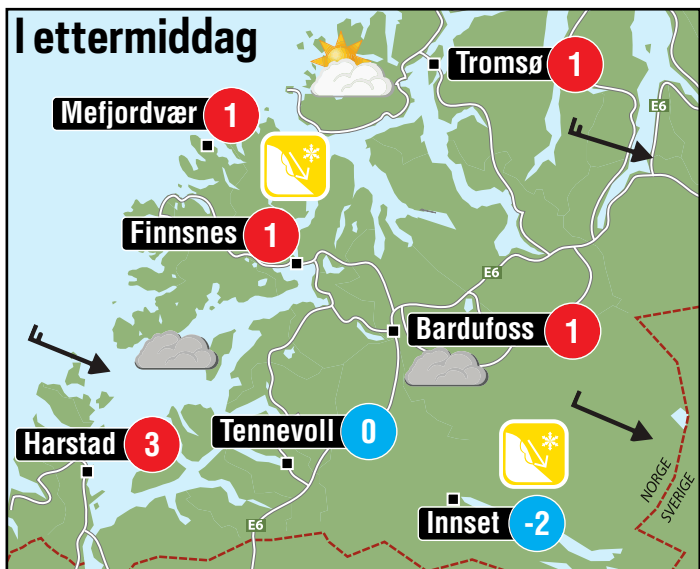 I ettermiddag
Tromsø 1
Mefjordvær 1
E6
Finnsnes 1
E6
Bardufoss 1
Harstad 3
Tennevoll 0
NORGE
SVERIGE
Innset -2
E6